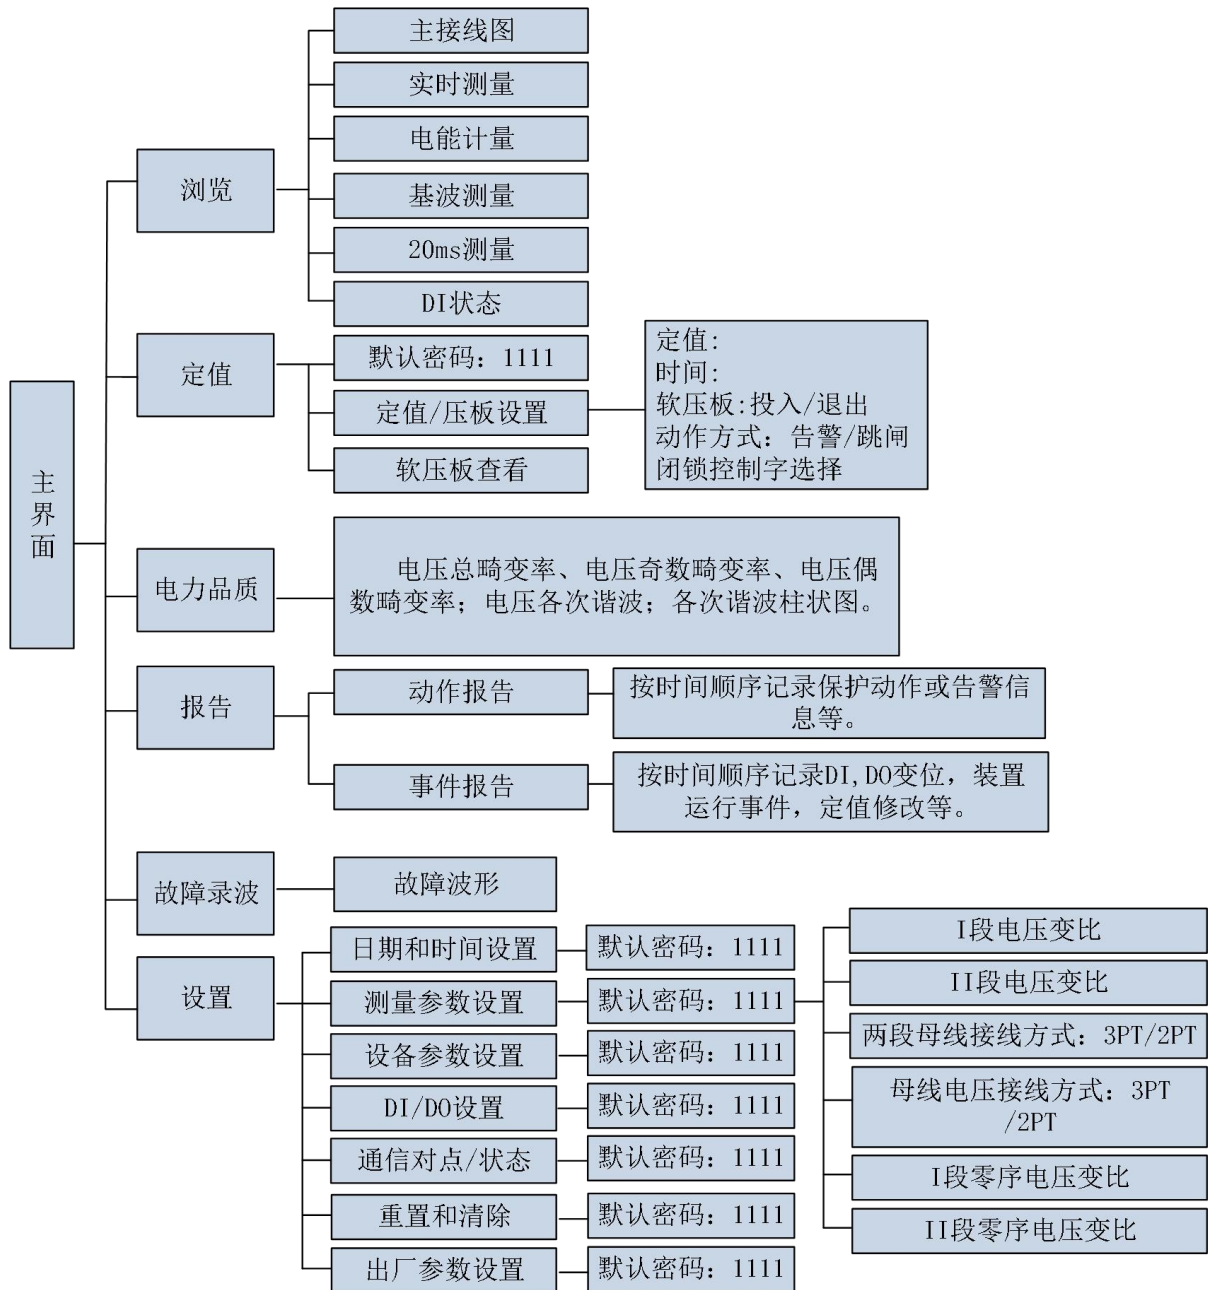 主界面
浏览
主接线图
实时测量
电能计量
基波测量
20ms测量
DI状态
定值
默认密码：1111
定值/压板设置
定值:
时间:
软压板:投入/退出
动作方式：告警/跳闸
闭锁控制字选择
软压板查看
电力品质
电压总畸变率、电压奇数畸变率、电压偶
数畸变率；电压各次谐波；各次谐波柱状图。
报告
动作报告
按时间顺序记录保护动作或告警信
息等。
事件报告
按时间顺序记录DI,DO变位，装置
运行事件，定值修改等。
故障录波
故障波形
设置
日期和时间设置
默认密码：1111
测量参数设置
默认密码：1111
I段电压变比
II段电压变比
两段母线接线方式：3PT/2PT
母线电压接线方式：3PT
/2PT
I段零序电压变比
II段零序电压变比
设备参数设置
默认密码：1111
DI/DO设置
默认密码：1111
通信对点/状态
默认密码：1111
重置和清除
默认密码：1111
出厂参数设置
默认密码：1111